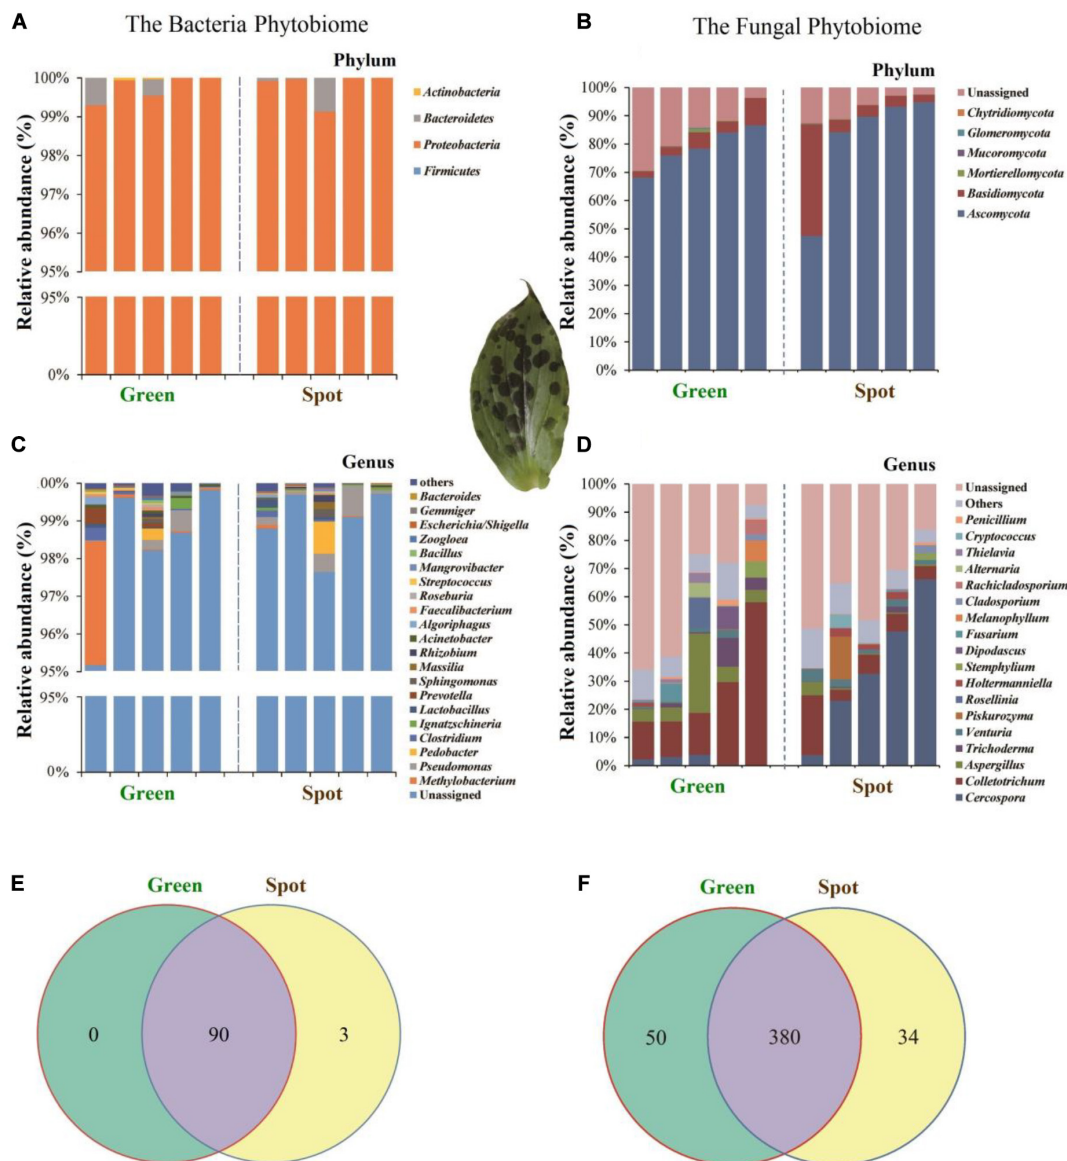 A
The Bacteria Phytobiome
Phylum
Relative abundance (%)
100%
99%
98%
97%
96%
95%
95%
0%
Actinobacteria
Bacteroidetes
Proteobacteria
Firmicutes
Green
Spot
B
The Fungal Phytobiome
Phylum
Relative abundance (%)
100%
90%
80%
70%
60%
50%
40%
30%
20%
10%
0%
Unassigned
Chytridiomycota
Glomeromycota
Mucoromycota
Mortierellomycota
Basidiomycota
Ascomycota
Green
Spot
C
Genus
Relative abundance (%)
00%
99%
98%
97%
96%
95%
95%
0%
others
Bacteroides
Gemmiger
Escherichia/Shigella
Zoogloea
Bacillus
Mangrovibacter
Streptococcus
Roseburia
Faecalibacterium
Algoriphagus
Acinetobacter
Rhizobium
Massilia
Sphingomonas
Prevotella
Lactobacillus
Ignatzschineria
Clostridium
Pedobacter
Pseudomonas
Methylobacterium
Unassigned
Green
Spot
D
Genus
Relative abundance (%)
100%
90%
80%
70%
60%
50%
40%
30%
20%
10%
0%
Unassigned
Others
Penicillium
Cryptococcus
Thielavia
Alternaria
Rachicladosporium
Cladosporium
Melanophyllum
Fusarium
Dipodascus
Stemphylium
Holtermanniella
Rosellinia
Piskurozyma
Venturia
Trichoderma
Aspergillus
Colletotrichum
Cercospora
Green
Spot
E
Green
Spot
0
90
3
F
Green
Spot
50
380
34